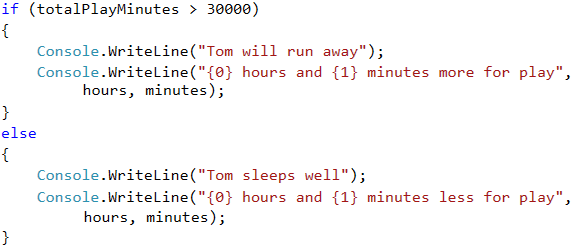 if (totalPlayMinutes > 30000)
{
    Console.WriteLine("Tom will run away");
    Console.WriteLine("{0} hours and {1} minutes more for play",
         hours, minutes);
}
else
{
    Console.WriteLine("Tom sleeps well");
    Console.WriteLine("{0} hours and {1} minutes less for play",
         hours, minutes);
}